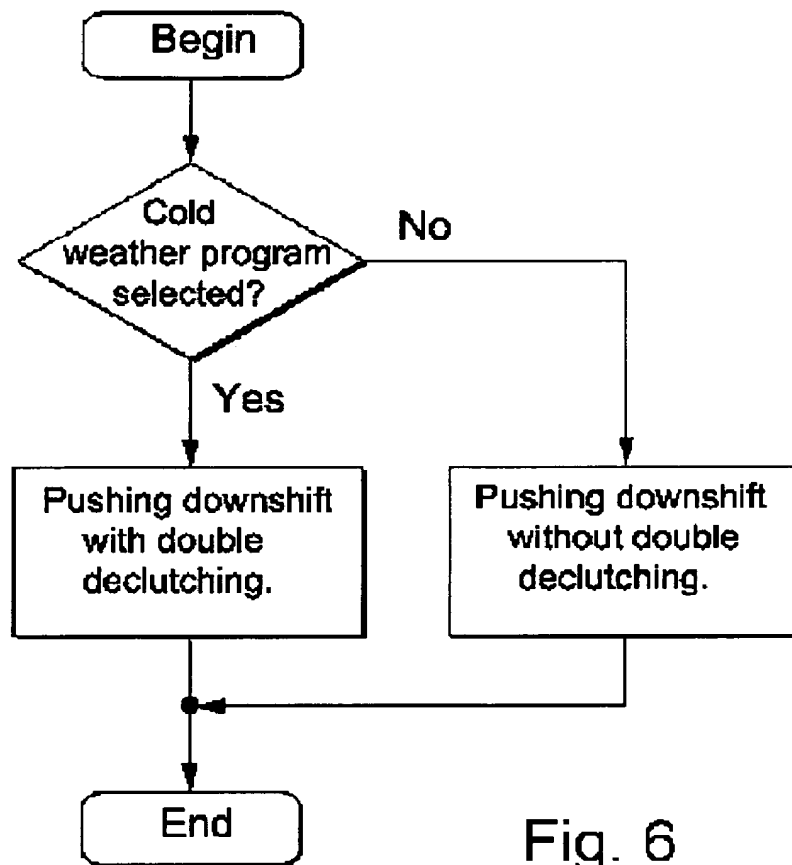 Begin
Cold
weather program
selected?
No
Yes
Pushing downshift
with double
declutching.
Pushing downshift
without double
declutching.
End
Fig. 6